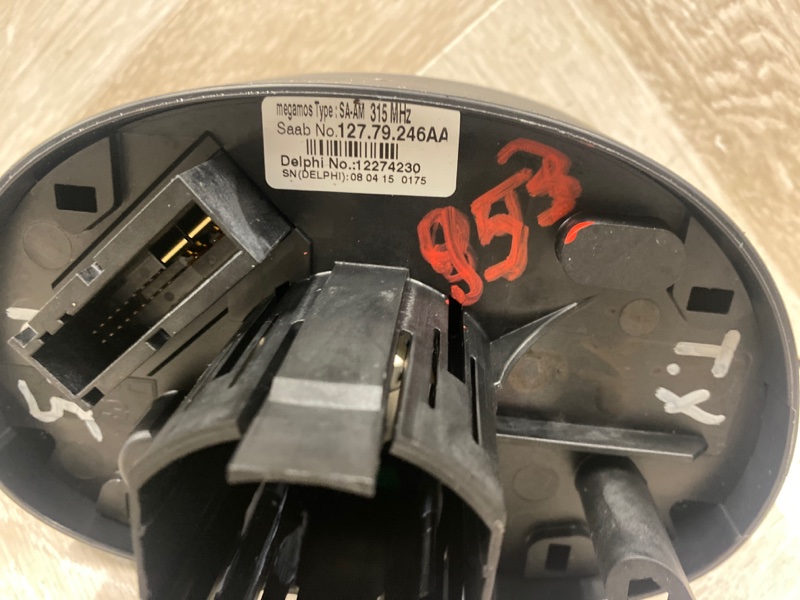 megamos Type: SA-AM 315 MHz
Saab No.127.79.246AA
Delphi No.:12274230
SN(DELPHI):08 04 15 0175
953
T.Y